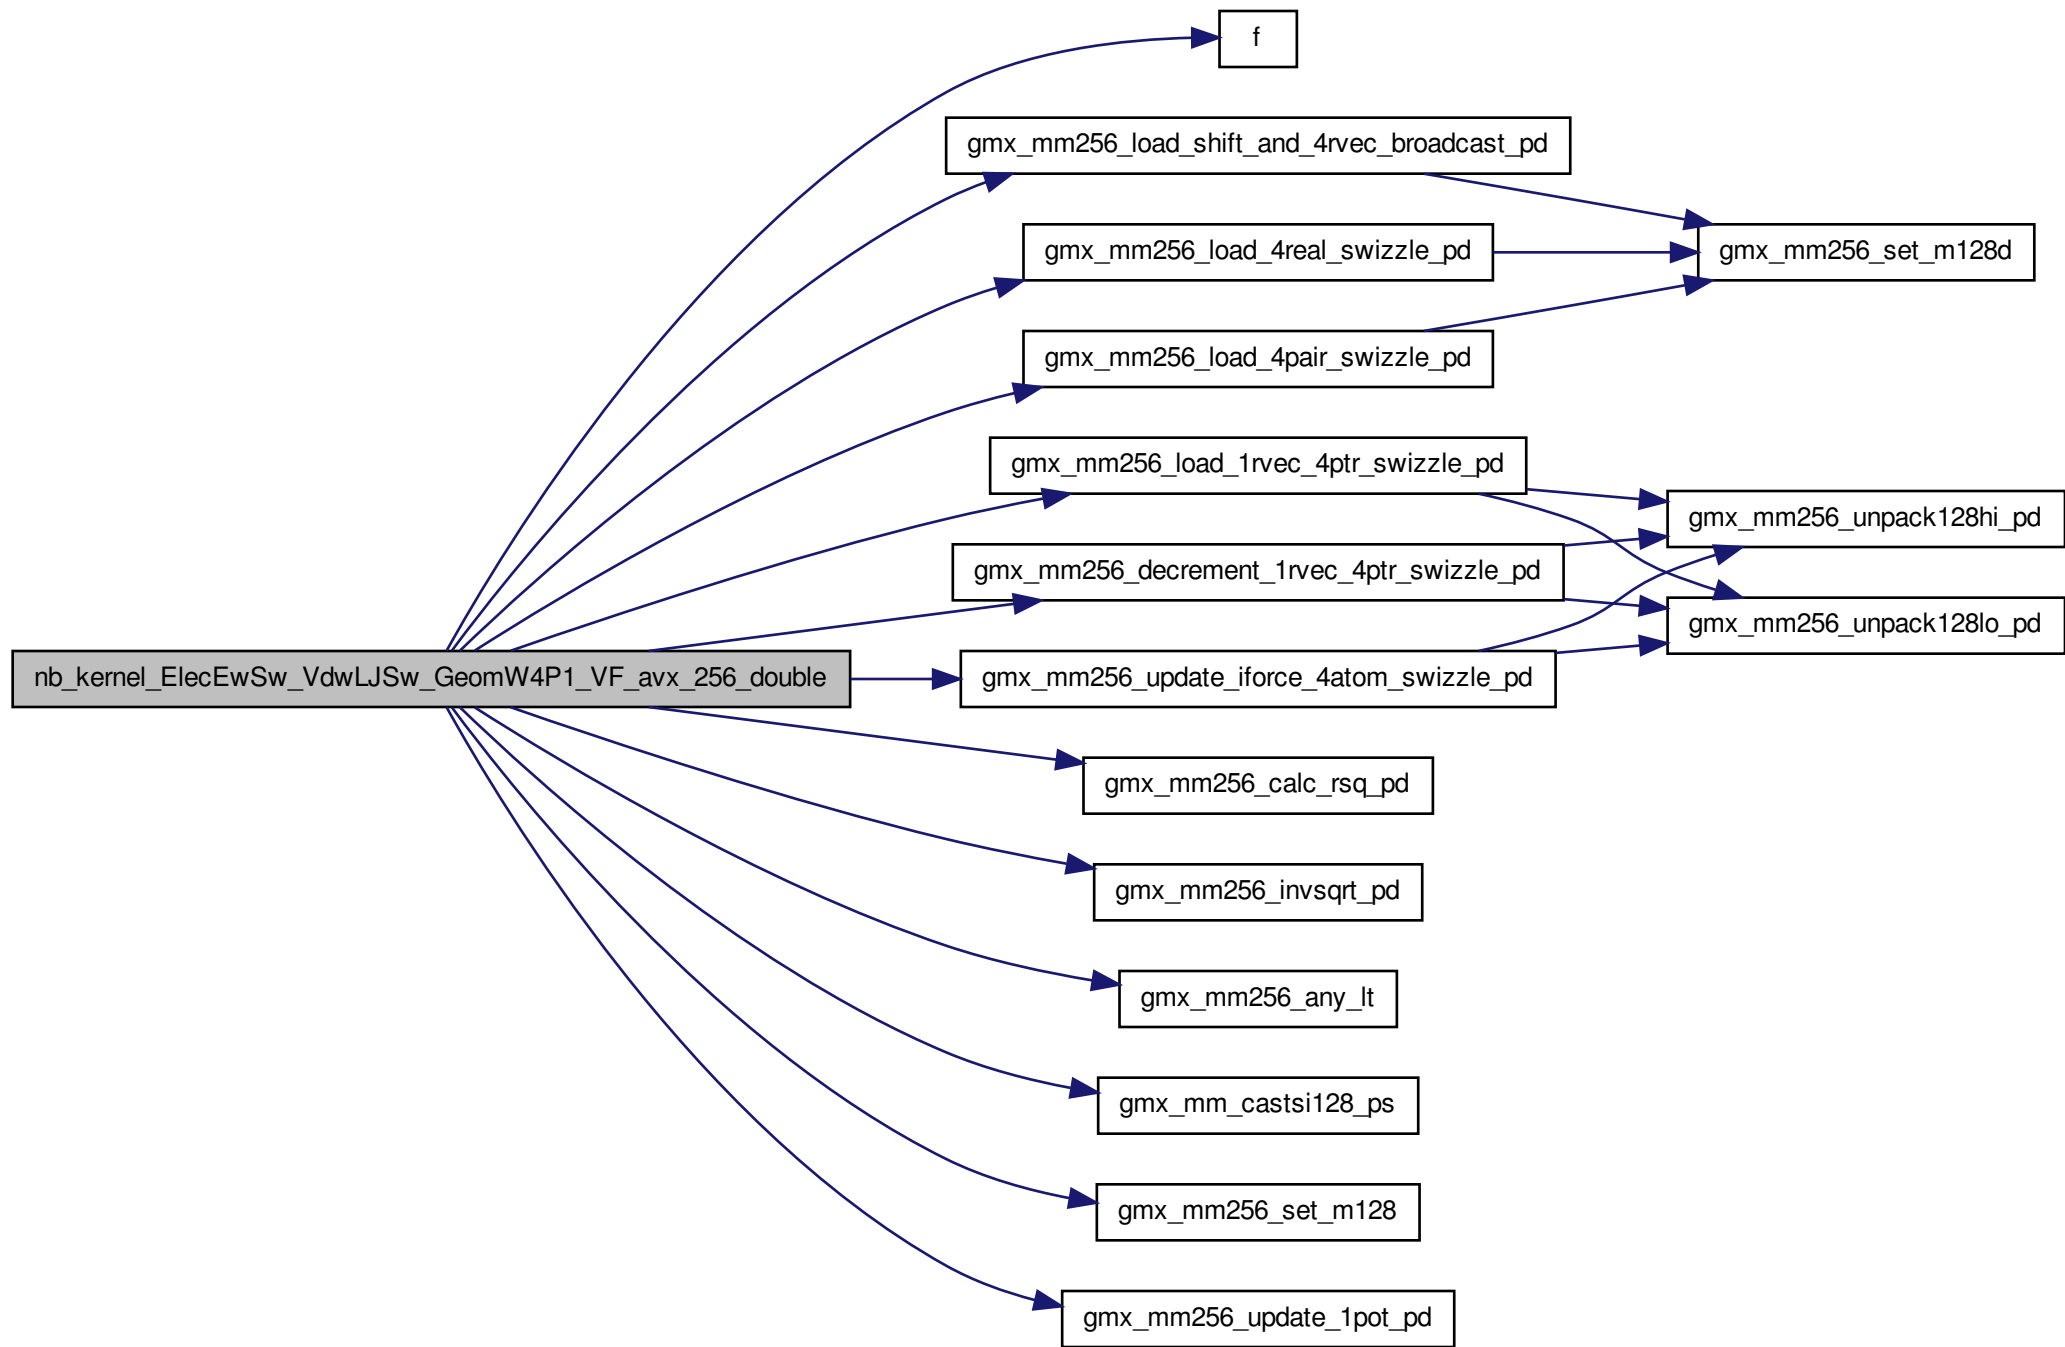 f
gmx_mm256_load_shift_and_4rvec_broadcast_pd
gmx_mm256_load_4real_swizzle_pd
gmx_mm256_set_m128d
gmx_mm256_load_4pair_swizzle_pd
gmx_mm256_load_1rvec_4ptr_swizzle_pd
gmx_mm256_unpack128hi_pd
gmx_mm256_decrement_1rvec_4ptr_swizzle_pd
gmx_mm256_unpack128lo_pd
nb_kernel_ElecEwSw_VdwLJSw_GeomW4P1_VF_avx_256_double
gmx_mm256_update_iforce_4atom_swizzle_pd
gmx_mm256_calc_rsq_pd
gmx_mm256_invsqrt_pd
gmx_mm256_any_lt
gmx_mm_castsi128_ps
gmx_mm256_set_m128
gmx_mm256_update_1pot_pd